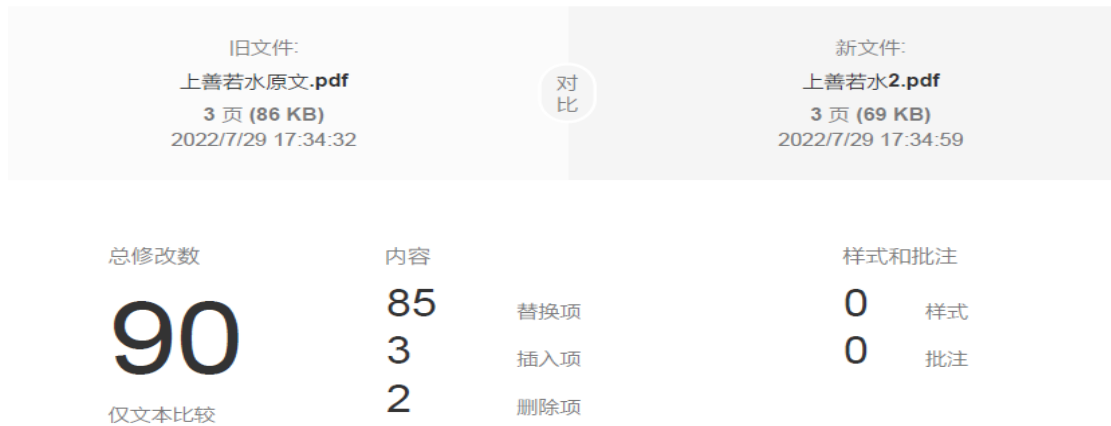 旧文件:
上善若水原文.pdf
3 页 (86 KB)
2022/7/29 17:34:32
对比
新文件:
上善若水2.pdf
3 页 (69 KB)
2022/7/29 17:34:59
总修改数
90
仅文本比较
内容
85 替换项
3 插入项
2 删除项
样式和批注
0 样式
0 批注